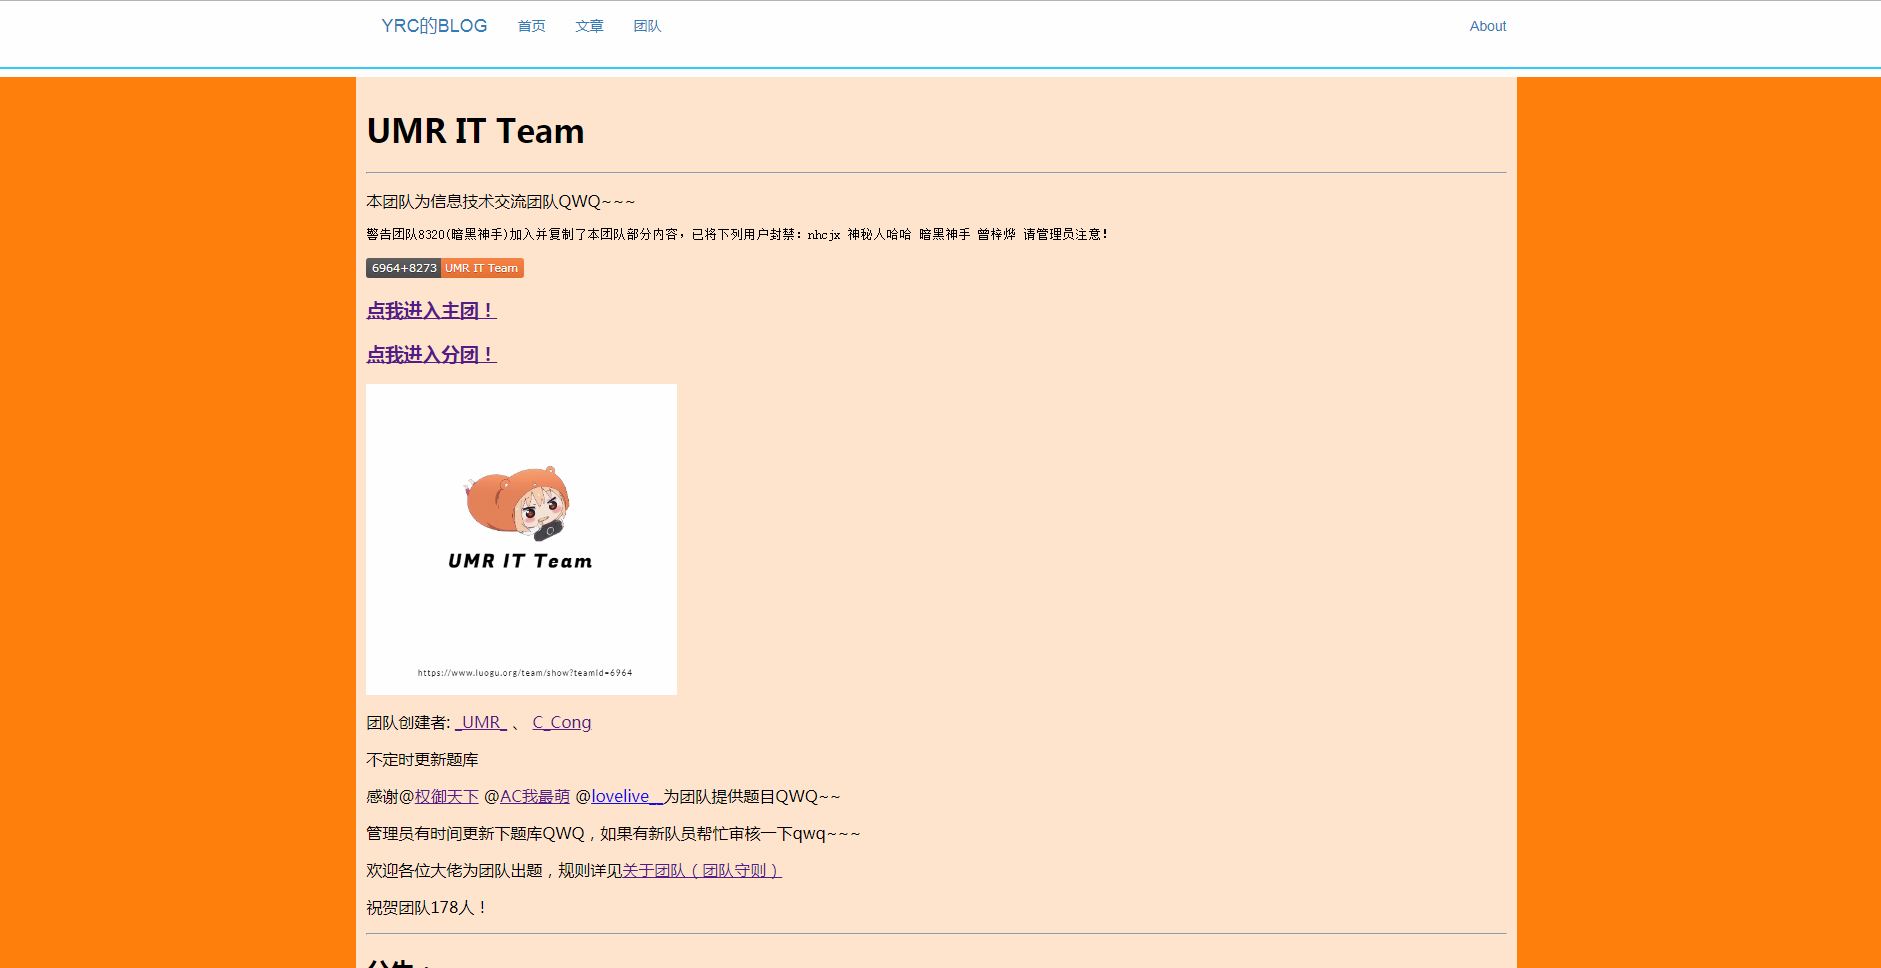 YRC的BLOG 首页 文章 团队 About
UMR IT Team
本团队为信息技术交流团队QWQ~~~
警告团队8320(暗黑神手)加入并复制了本团队部分内容，已将下列用户封禁：nhcjx 神秘人哈哈 暗黑神手 曾梓烨 请管理员注意！
6964+8273 UMR IT Team
点我进入主团！
点我进入分团！
UMR IT Team
https://www.luogu.org/team/show?teamid=6964
团队创建者: _UMR_ 、 C_Cong
不定时更新题库
感谢@权御天下 @AC我最萌 @lovelive__为团队提供题目QWQ~~
管理员有时间更新下题库QWQ，如果有新队员帮忙审核一下qwq~~~
欢迎各位大佬为团队出题，规则详见关于团队（团队守则）
祝贺团队178人！
公告：